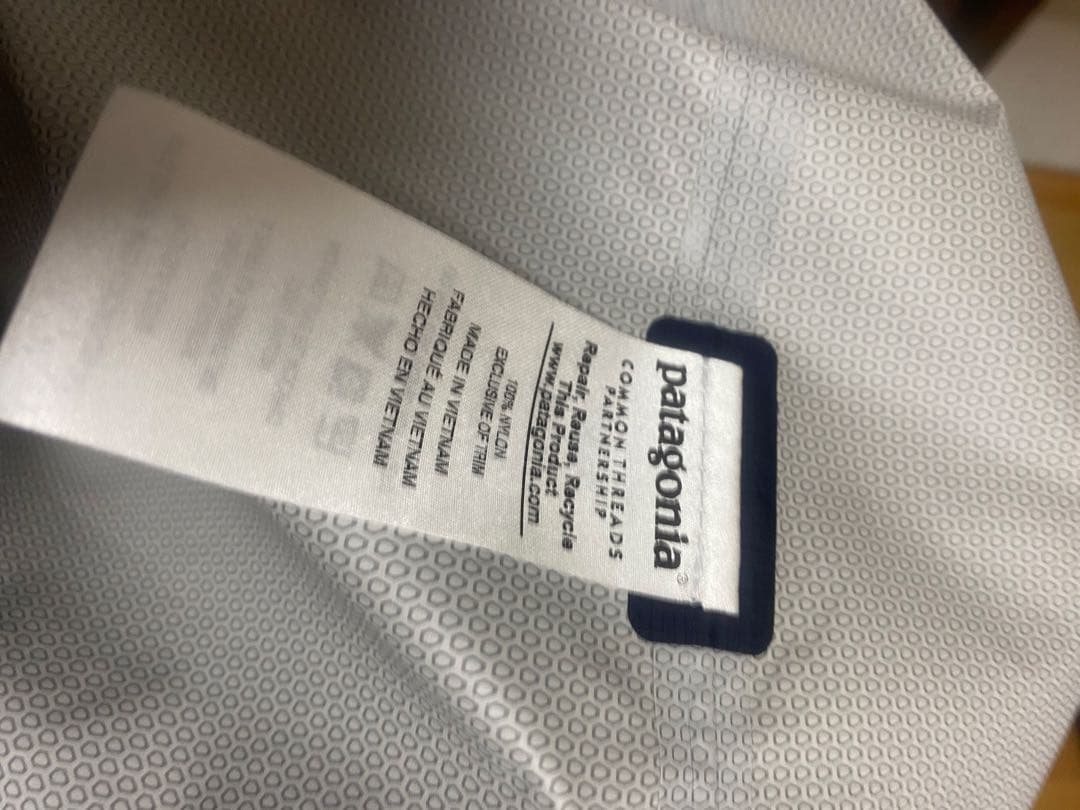 patagonia®
COMMON THREADS
PARTNERSHIP
Repair, Reuse, Recycle
This Product
www.patagonia.com
100% NYLON
EXCLUSIVE OF TRIM
MADE IN VIETNAM
FABRIQUÉ AU VIETNAM
HECHO EN VIETNAM